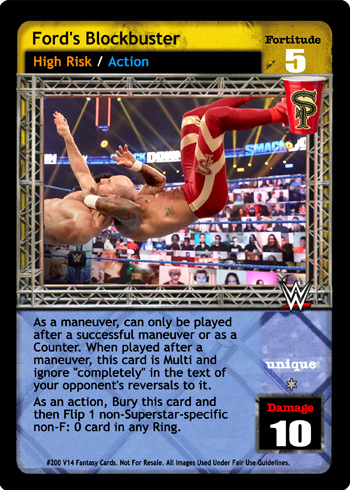 Ford's Blockbuster
Fortitude
5
High Risk / Action
SP
SMACKDOWN
W
As a maneuver, can only be played
after a successful maneuver or as a
Counter. When played after a
maneuver, this card is Multi and
ignore "completely" in the text of
your opponent's reversals to it.
unique
*
As an action, Bury this card and
then Flip 1 non-Superstar-specific
non-F: 0 card in any Ring.
Damage
10
#200 V14 Fantasy Cards. Not For Resale. All Images Used Under Fair Use Guidelines.